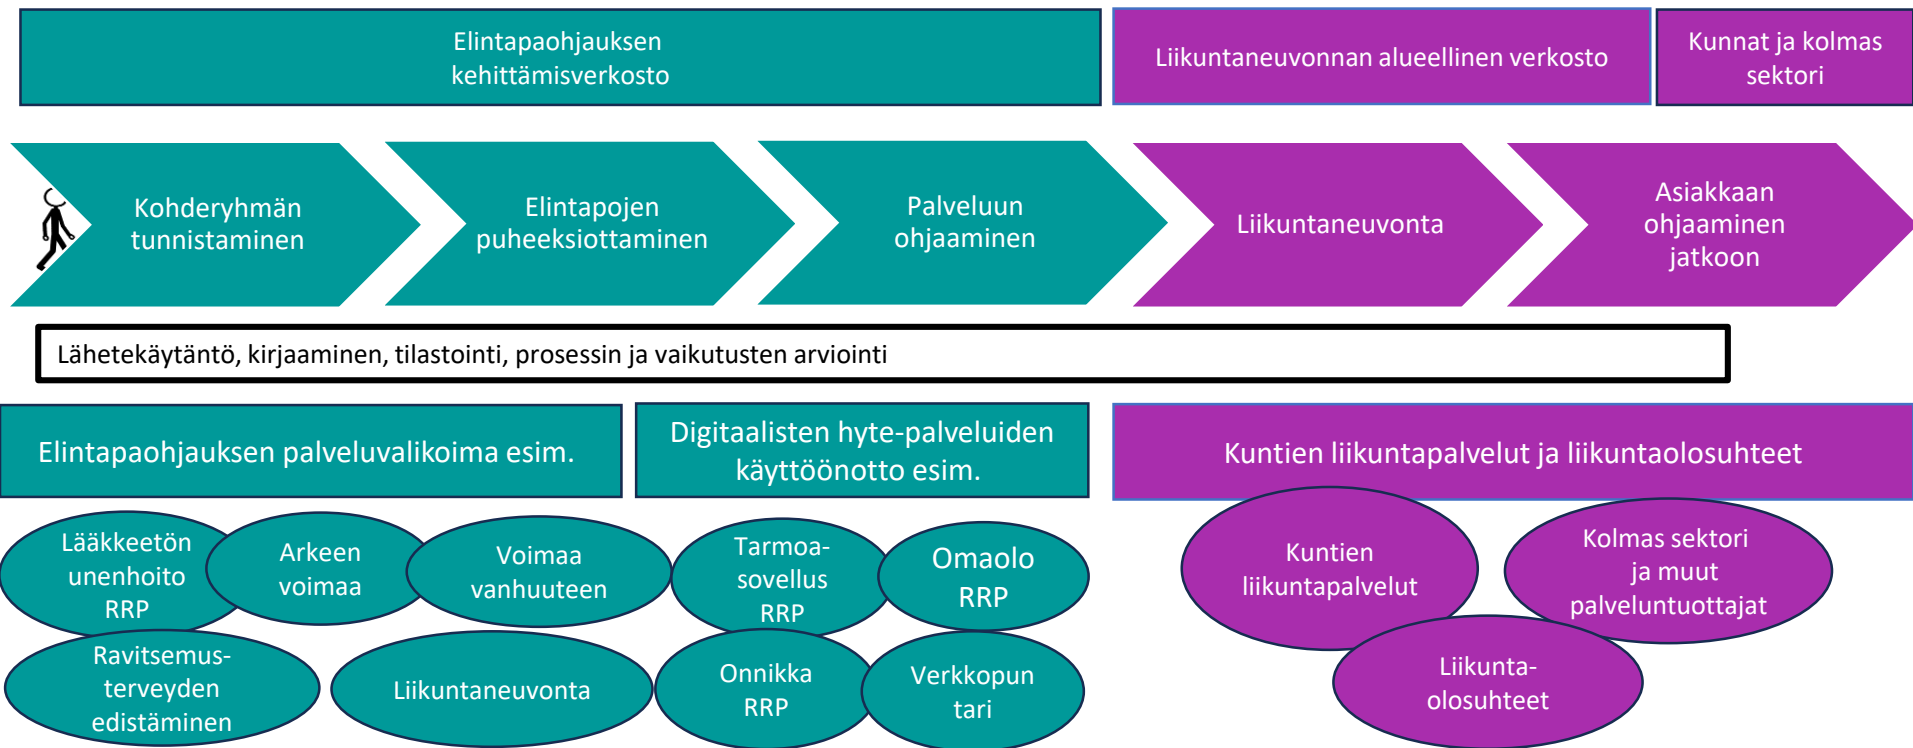 Elintapaohjauksen
kehittämisverkosto
Liikuntaneuvonnan alueellinen verkosto
Kunnat ja kolmas
sektori
Kohderyhmän
tunnistaminen
Elintapojen
puheeksiottaminen
Palveluun
ohjaaminen
Liikuntaneuvonta
Asiakkaan
ohjaaminen
jatkoon
Lähetekäytäntö, kirjaaminen, tilastointi, prosessin ja vaikutusten arviointi
Elintapaohjauksen palveluvalikoima esim.
Digitaalisten hyte-palveluiden
käyttöönotto esim.
Kuntien liikuntapalvelut ja liikuntaolosuhteet
Lääkkeetön
unenhoito
RRP
Arkeen
voimaa
Voimaa
vanhuuteen
Tarmoa-
sovellus
RRP
Omaolo
RRP
Kuntien
liikuntapalvelut
Kolmas sektori
ja muut
palveluntuottajat
Ravitsemus-
terveyden
edistäminen
Liikuntaneuvonta
Onnikka
RRP
Verkkopun
tari
Liikunta-
olosuhteet